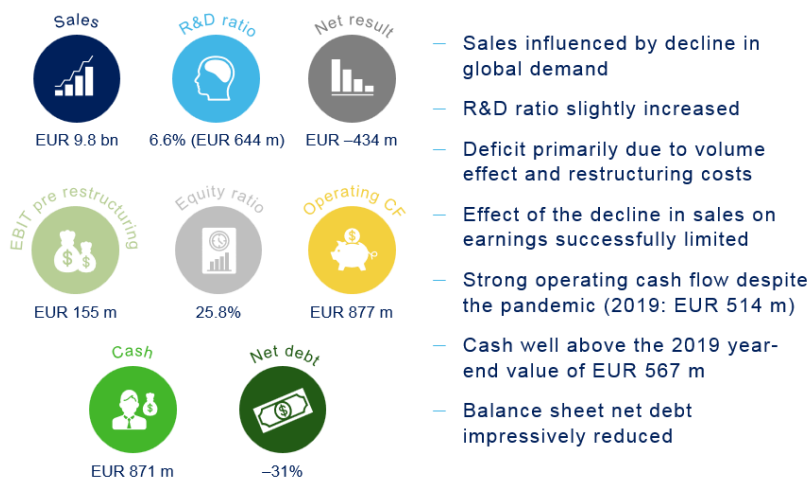 Sales
R&D ratio
Net result
EUR 9.8 bn
6.6% (EUR 644 m)
EUR –434 m
EBIT pre restructuring
Equity ratio
Operating CF
EUR 155 m
25.8%
EUR 877 m
Cash
Net debt
EUR 871 m
–31%
— Sales influenced by decline in
global demand
— R&D ratio slightly increased
— Deficit primarily due to volume
effect and restructuring costs
— Effect of the decline in sales on
earnings successfully limited
— Strong operating cash flow despite
the pandemic (2019: EUR 514 m)
— Cash well above the 2019 year-
end value of EUR 567 m
— Balance sheet net debt
impressively reduced